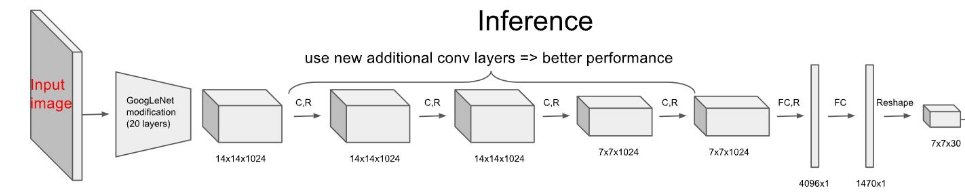 Inference
use new additional conv layers => better performance
Input
image
GoogLeNet
modification
(20 layers)
C,R
C,R
C,R
C,R
FC,R
FC
Reshape
14x14x1024
14x14x1024
14x14x1024
7x7x1024
7x7x1024
4096x1
1470x1
7x7x30